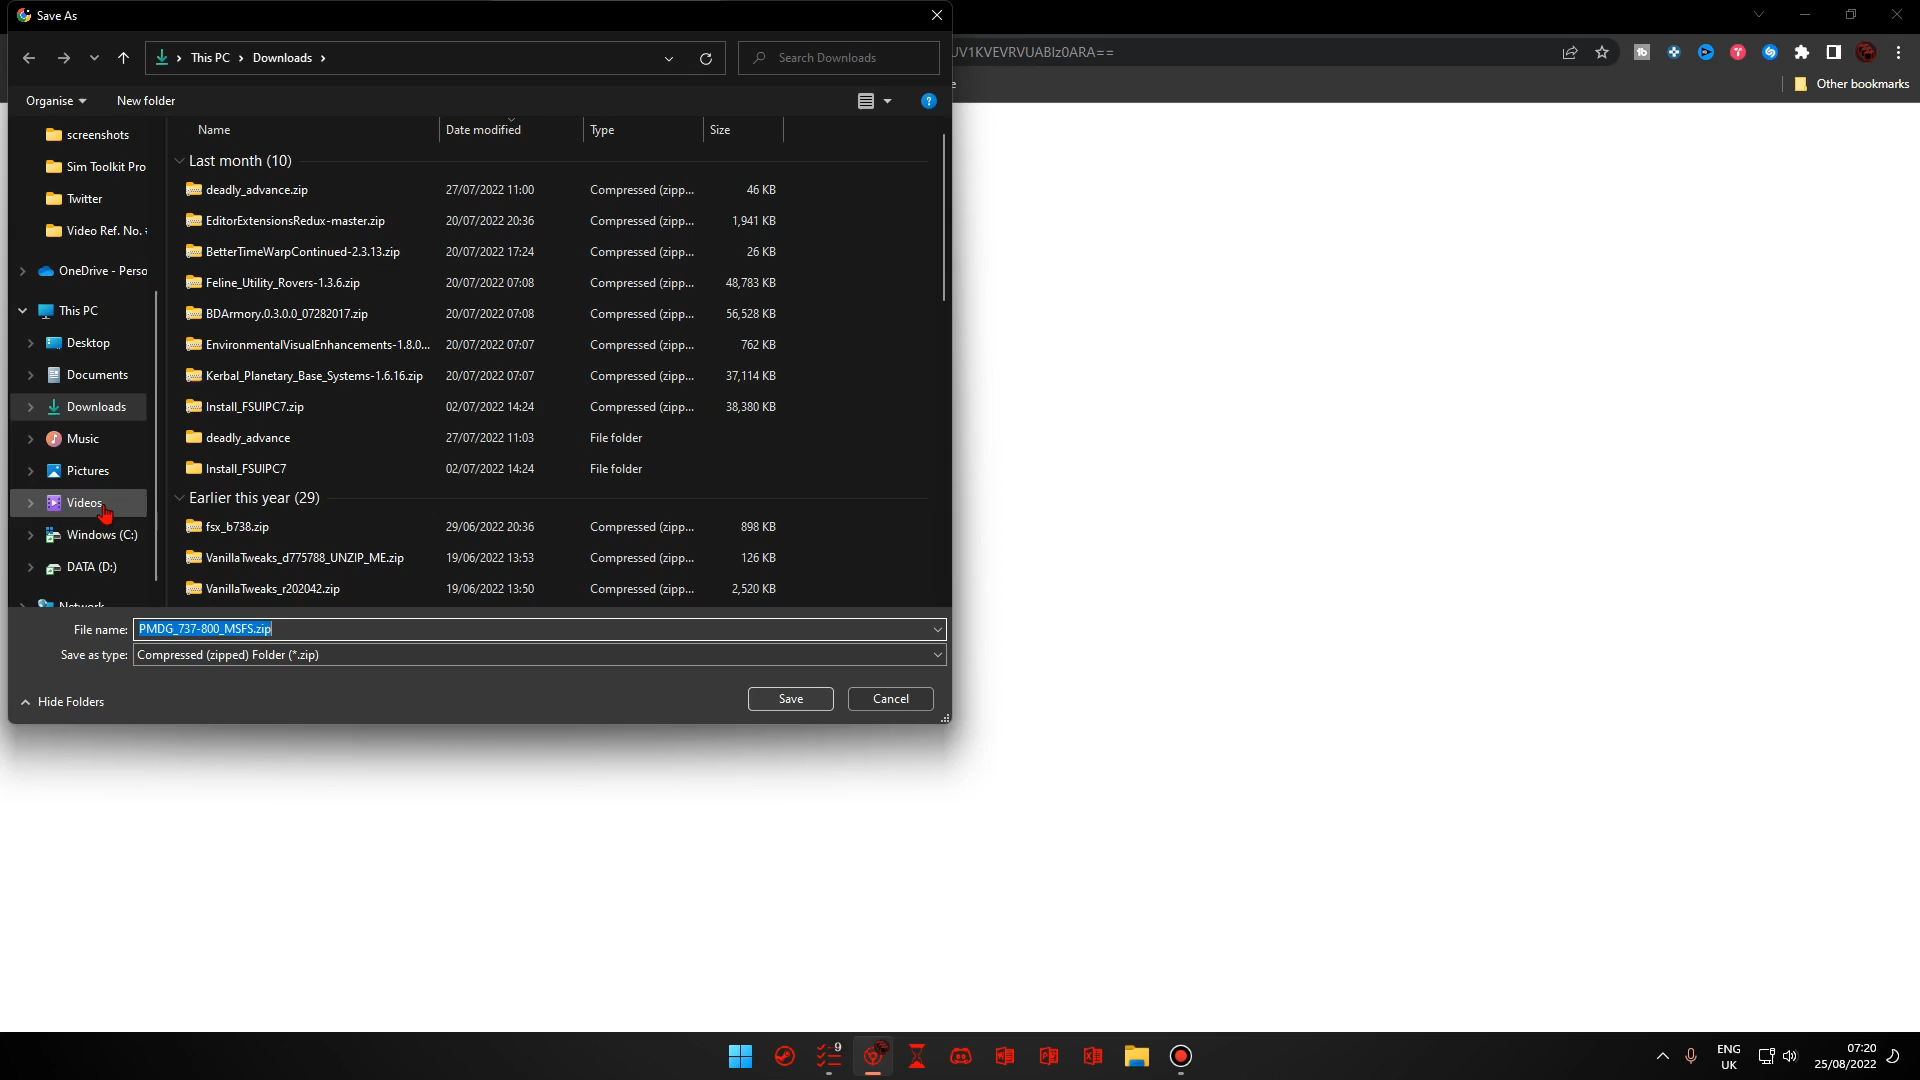 Save As
JV1KVEVRVUABIz0ARA==
This PC > Downloads >
Search Downloads
Other bookmarks
Organise
New folder
Name
Date modified
Type
Size
screenshots
Sim Toolkit Pro
Twitter
Video Ref. No.
OneDrive - Perso
This PC
Desktop
Documents
Downloads
Music
Pictures
Videos
Windows (C:)
DATA (D:)
Network
Last month (10)
deadly_advance.zip 27/07/2022 11:00 Compressed (zipp... 46 KB
EditorExtensionsRedux-master.zip 20/07/2022 20:36 Compressed (zipp... 1,941 KB
BetterTimeWarpContinued-2.3.13.zip 20/07/2022 17:24 Compressed (zipp... 26 KB
Feline_Utility_Rovers-1.3.6.zip 20/07/2022 07:08 Compressed (zipp... 48,783 KB
BDArmory.0.3.0.0_07282017.zip 20/07/2022 07:08 Compressed (zipp... 56,528 KB
EnvironmentalVisualEnhancements-1.8.0... 20/07/2022 07:07 Compressed (zipp... 762 KB
Kerbal_Planetary_Base_Systems-1.6.16.zip 20/07/2022 07:07 Compressed (zipp... 37,114 KB
Install_FSUIPC7.zip 02/07/2022 14:24 Compressed (zipp... 38,380 KB
deadly_advance 27/07/2022 11:03 File folder
Install_FSUIPC7 02/07/2022 14:24 File folder
Earlier this year (29)
fsx_b738.zip 29/06/2022 20:36 Compressed (zipp... 898 KB
VanillaTweaks_d775788_UNZIP_ME.zip 19/06/2022 13:53 Compressed (zipp... 126 KB
VanillaTweaks_r202042.zip 19/06/2022 13:50 Compressed (zipp... 2,520 KB
File name: PMDG_737-800_MSFS.zip
Save as type: Compressed (zipped) Folder (*.zip)
Hide Folders
Save
Cancel
9
ENG
UK
07:20
25/08/2022